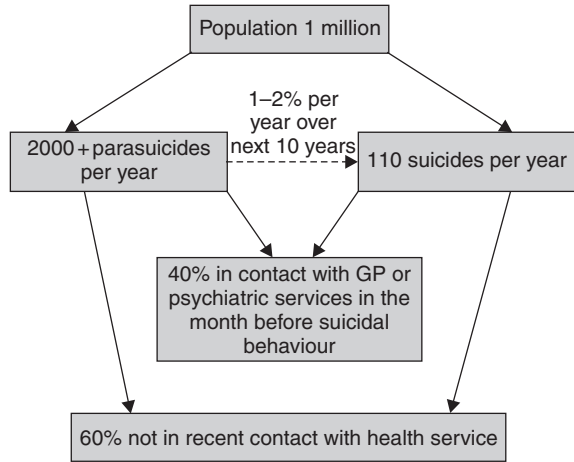 Population 1 million
1–2% per
year over
next 10 years
2000+parasuicides
per year
110 suicides per year
40% in contact with GP or
psychiatric services in the
month before suicidal
behaviour
60% not in recent contact with health service